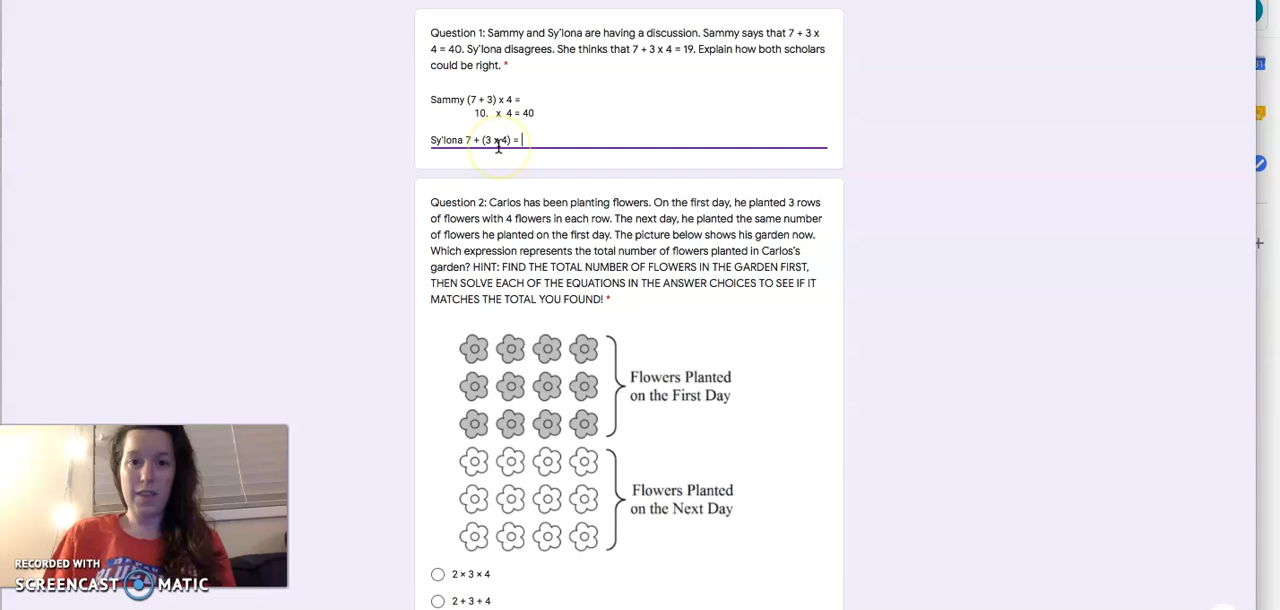 Question 1: Sammy and Sy'Iona are having a discussion. Sammy says that 7 + 3 x
4 = 40. Sy'Iona disagrees. She thinks that 7 + 3 x 4 = 19. Explain how both scholars
could be right. *
Sammy (7 + 3) x 4 =
10. x 4 = 40
Sy'Iona 7 + (3 x 4) =
Question 2: Carlos has been planting flowers. On the first day, he planted 3 rows
of flowers with 4 flowers in each row. The next day, he planted the same number
of flowers he planted on the first day. The picture below shows his garden now.
Which expression represents the total number of flowers planted in Carlos's
garden? HINT: FIND THE TOTAL NUMBER OF FLOWERS IN THE GARDEN FIRST,
THEN SOLVE EACH OF THE EQUATIONS IN THE ANSWER CHOICES TO SEE IF IT
MATCHES THE TOTAL YOU FOUND! *
Flowers Planted
on the First Day
Flowers Planted
on the Next Day
2 × 3 × 4
2 + 3 + 4
RECORDED WITH
SCREENCAST MATIC